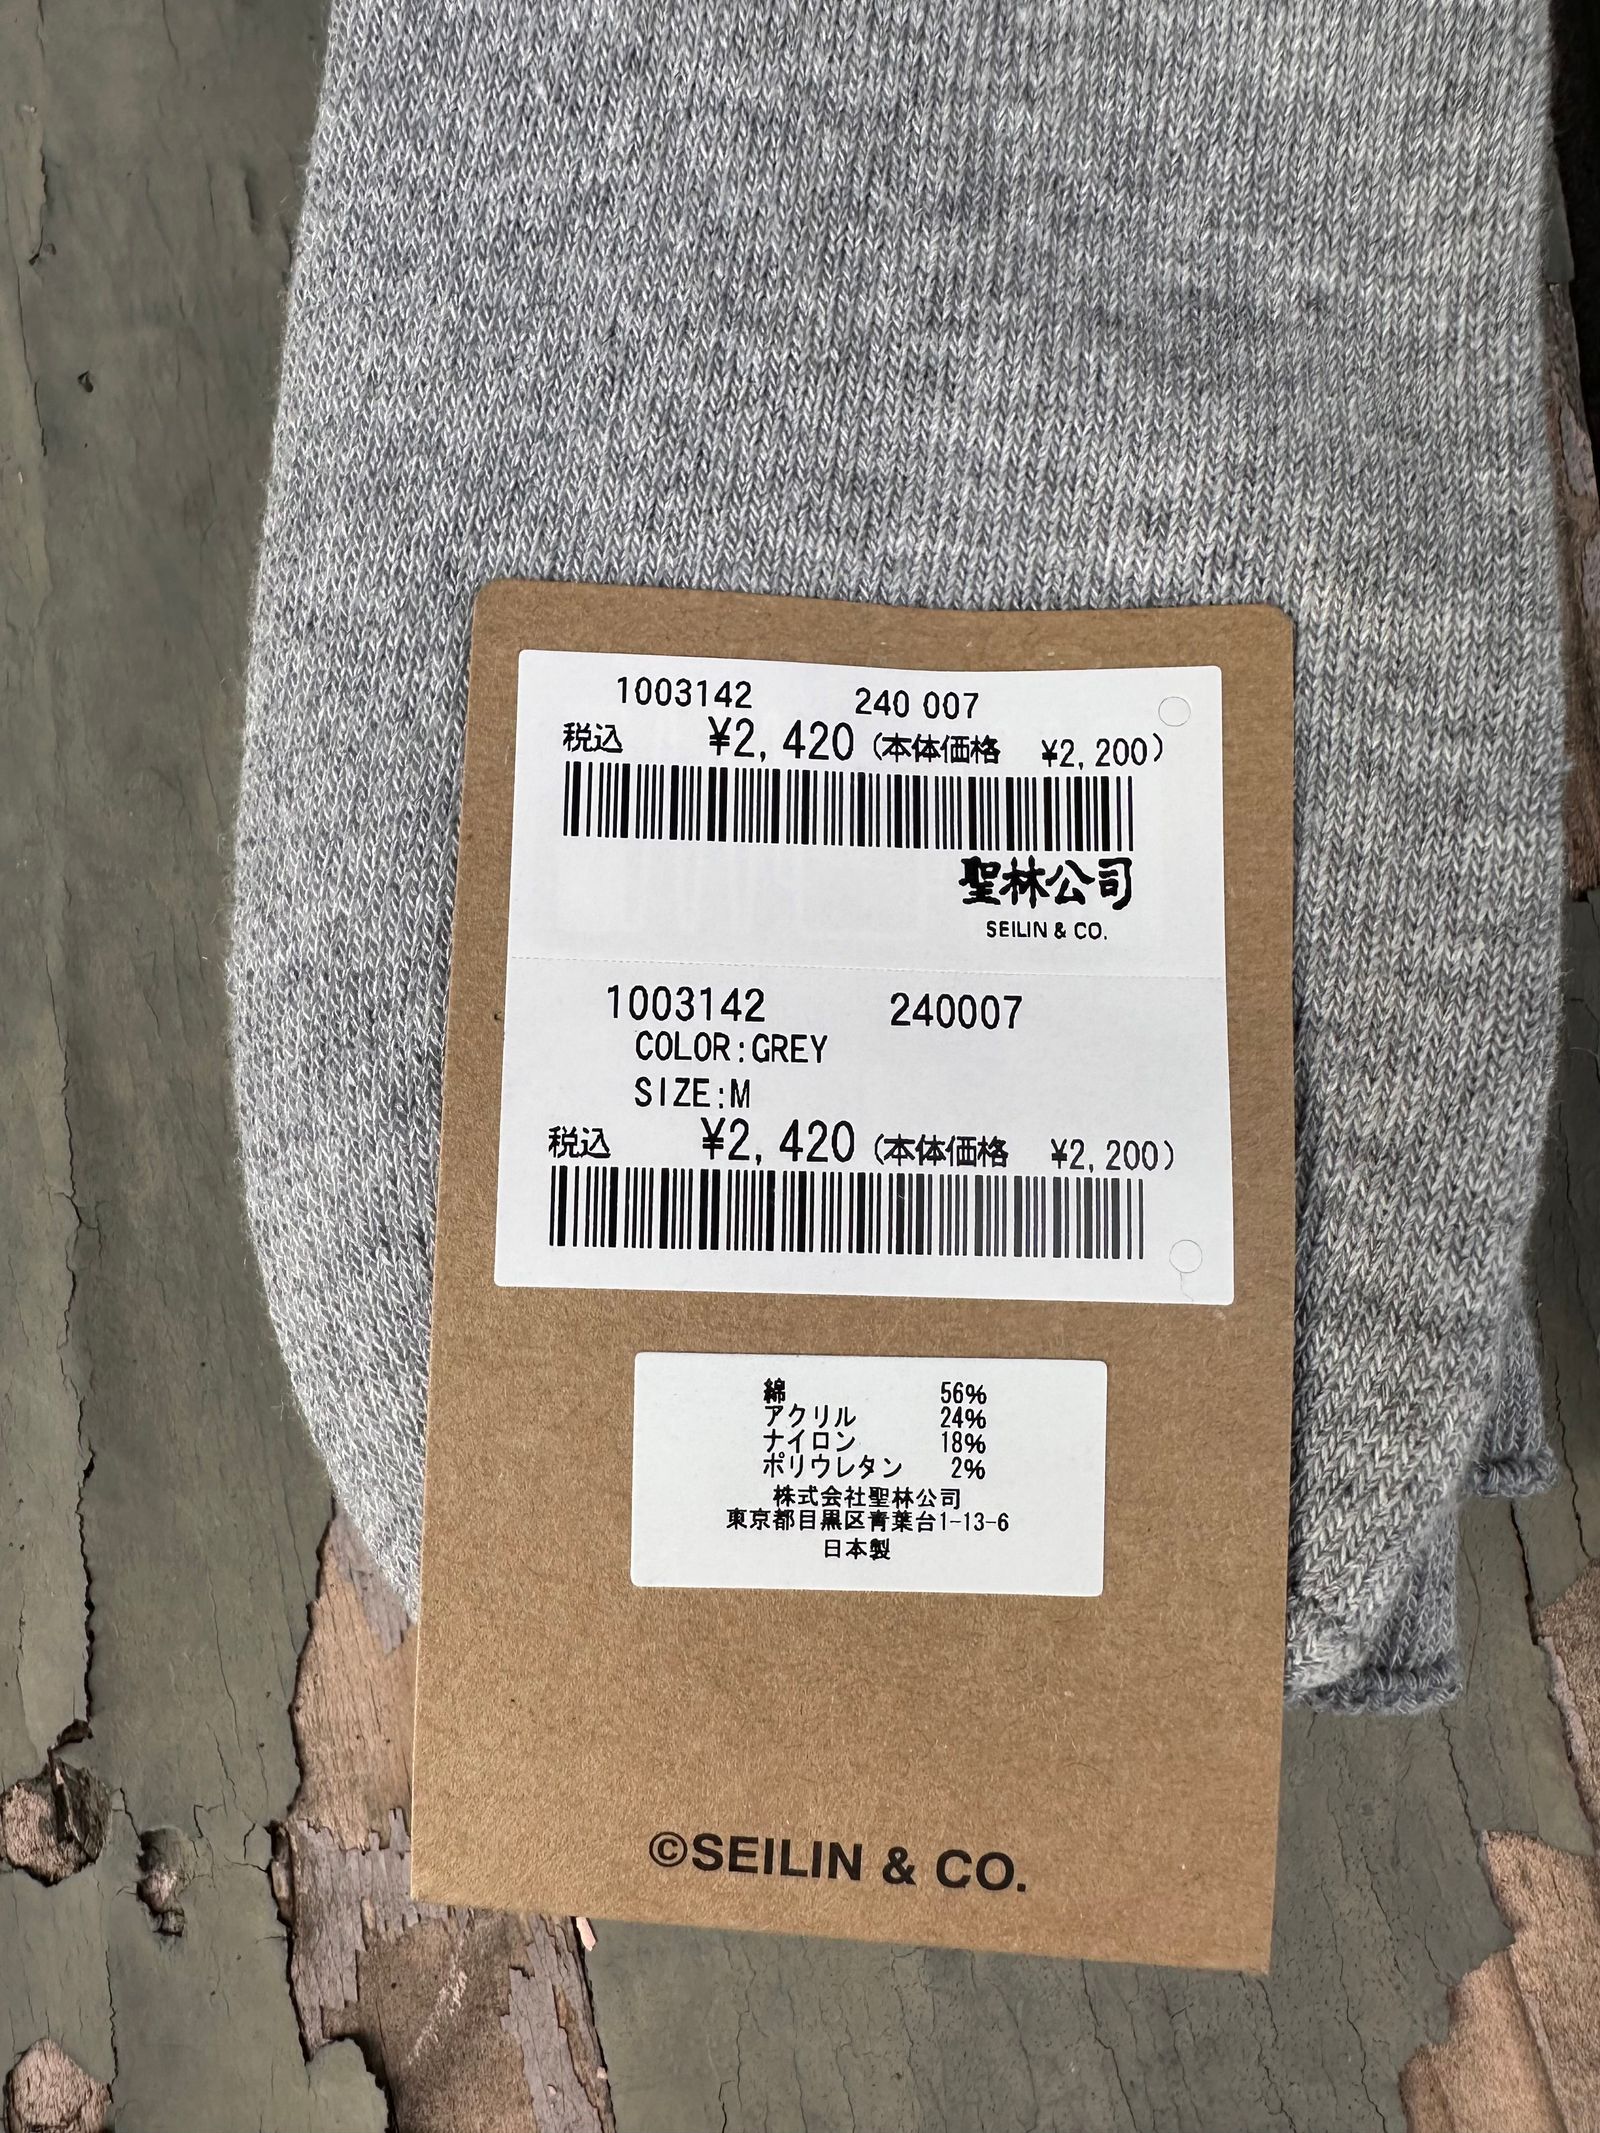 1003142 240 007
税込 ¥2,420 (本体価格 ¥2,200)
聖林公司
SEILIN & CO.
1003142 240007
COLOR:GREY
SIZE:M
税込 ¥2,420 (本体価格 ¥2,200)
綿 56%
アクリル 24%
ナイロン 18%
ポリウレタン 2%
株式会社聖林公司
東京都目黒区青葉台1-13-6
日本製
©SEILIN & CO.